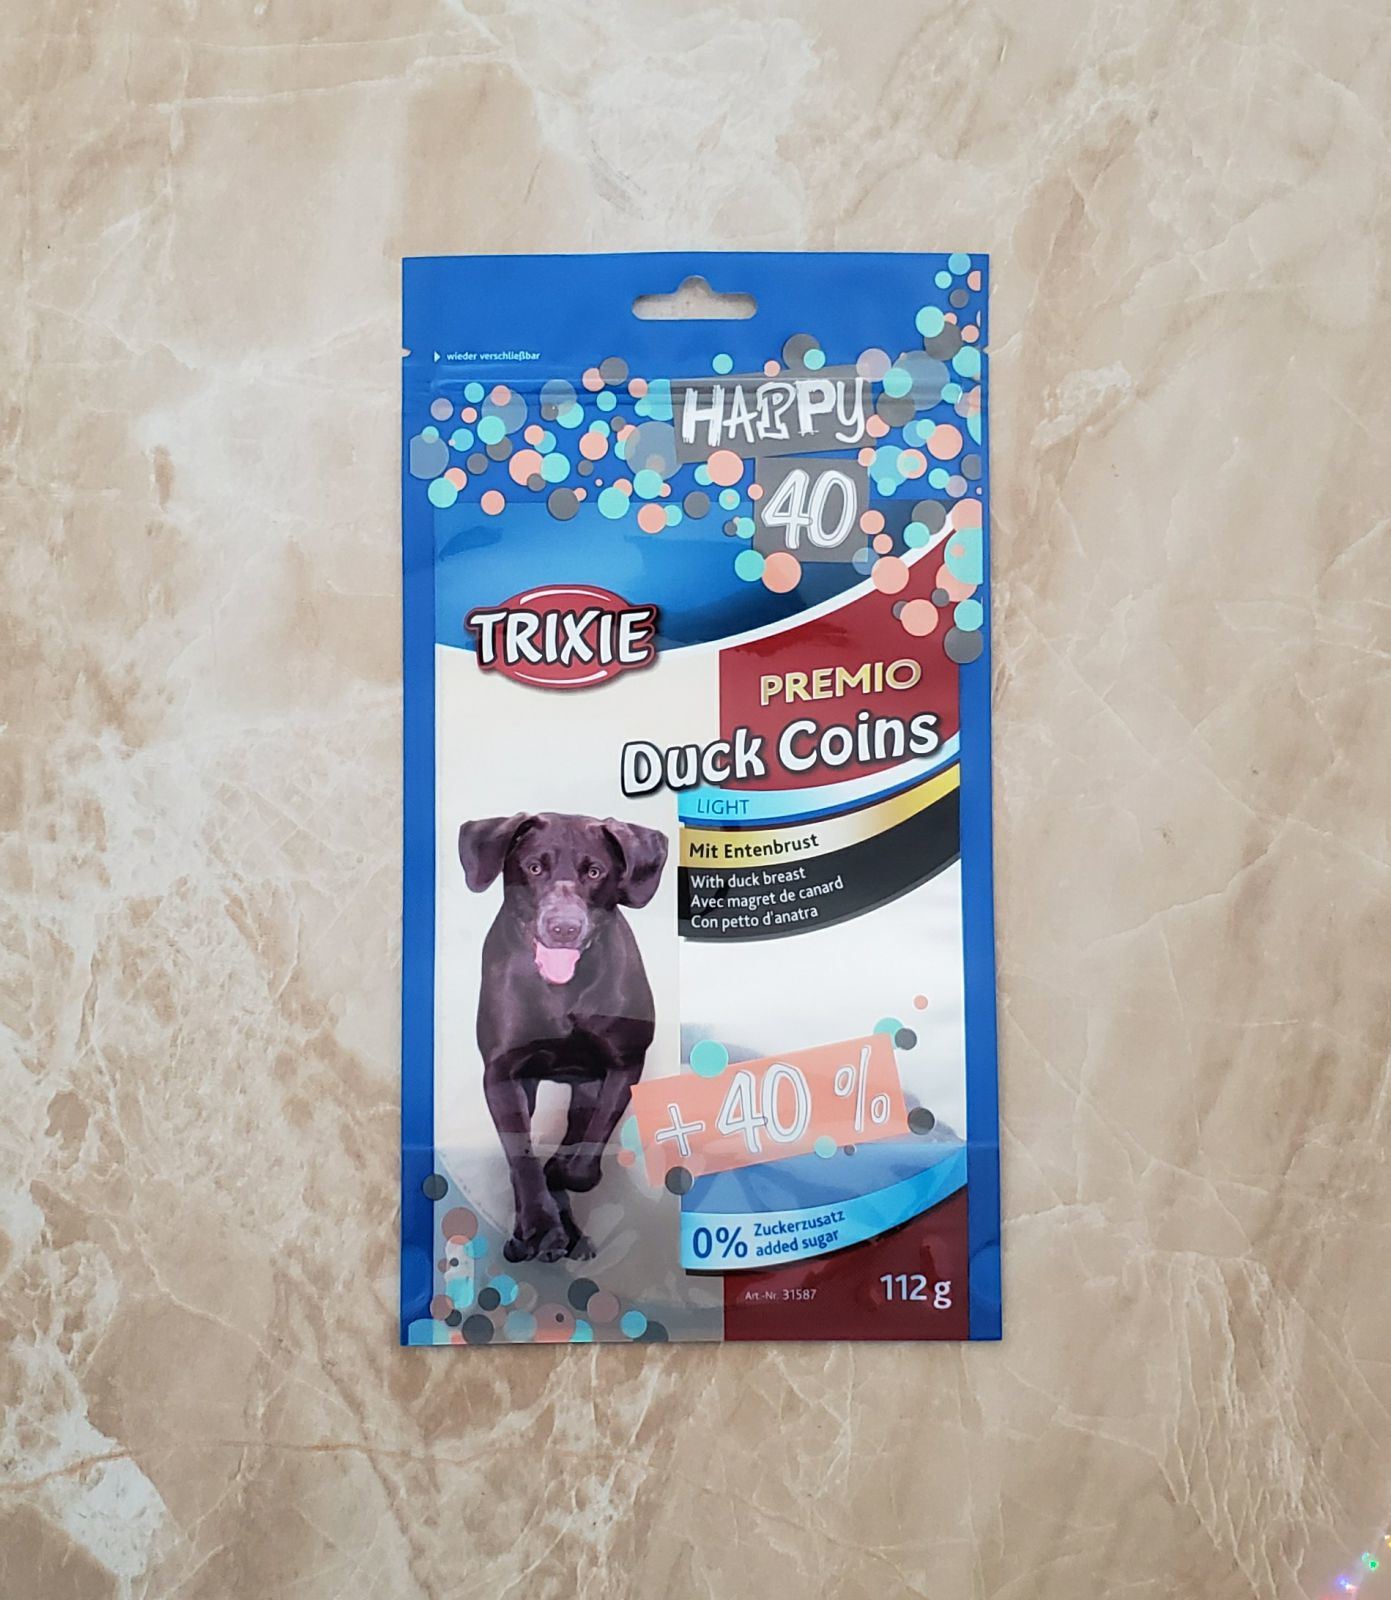 wieder verschließbar
HAPPY
40
TRIXIE
PREMIO
Duck Coins
LIGHT
Mit Entenbrust
With duck breast
Avec magret de canard
Con petto d'anatra
+ 40 %
0% Zuckerzusatz
added sugar
Art.-Nr. 31587
112 g